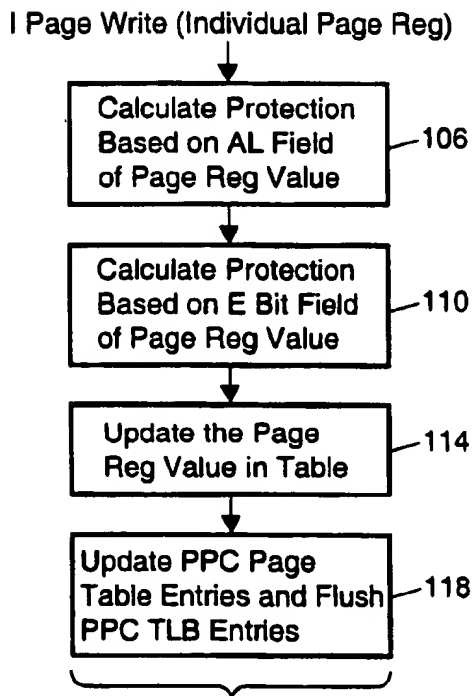 I Page Write (Individual Page Reg)
Calculate Protection
Based on AL Field
of Page Reg Value
106
Calculate Protection
Based on E Bit Field
of Page Reg Value
110
Update the Page
Reg Value in Table
114
Update PPC Page
Table Entries and Flush
PPC TLB Entries
118